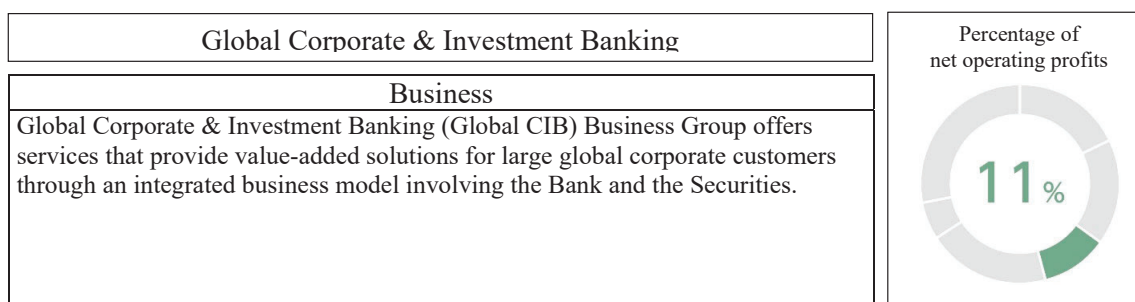 Global Corporate & Investment Banking
Percentage of
net operating profits
Business
Global Corporate & Investment Banking (Global CIB) Business Group offers
services that provide value-added solutions for large global corporate customers
through an integrated business model involving the Bank and the Securities.
11%